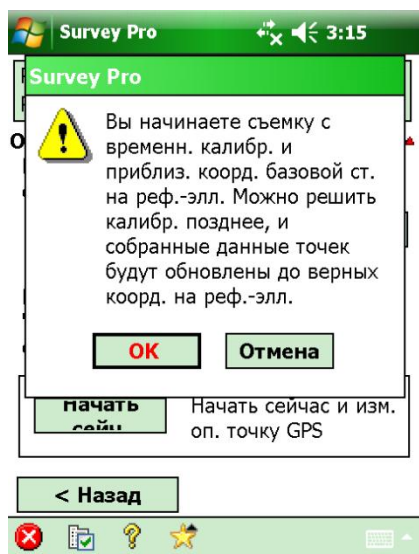 Survey Pro
3:15
Survey Pro
Вы начинаете съемку с
временн. калибр. и
приблиз. коорд. базовой ст.
на реф.-элл. Можно решить
калибр. позднее, и
собранные данные точек
будут обновлены до верных
коорд. на реф.-элл.
OK
Отмена
Начать
Начать сейчас и изм.
оп. точку GPS
< Назад